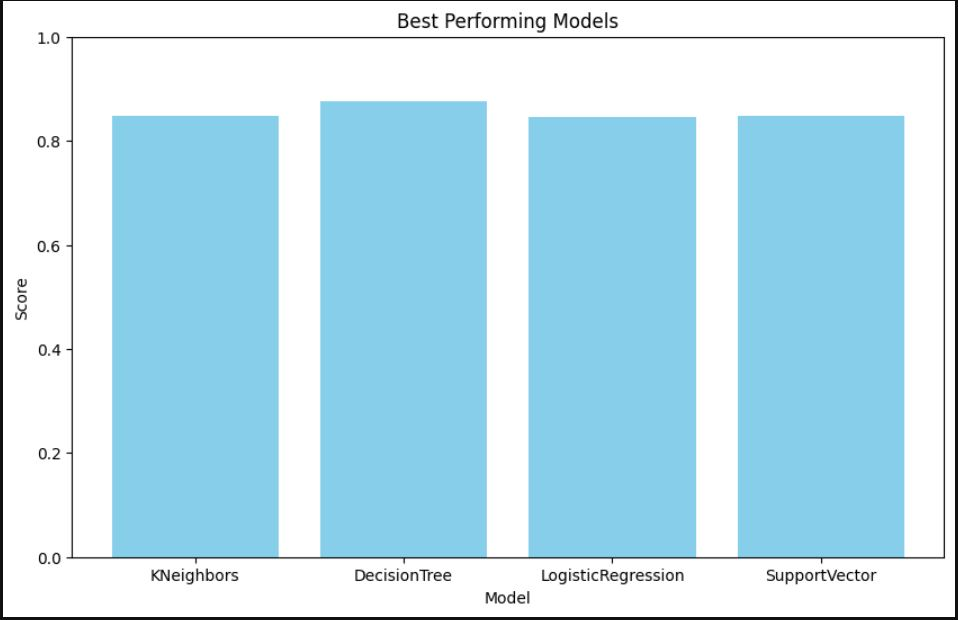 Best Performing Models
1.0
0.8
0.6
0.4
0.2
0.0
Score
KNeighbors DecisionTree LogisticRegression SupportVector
Model